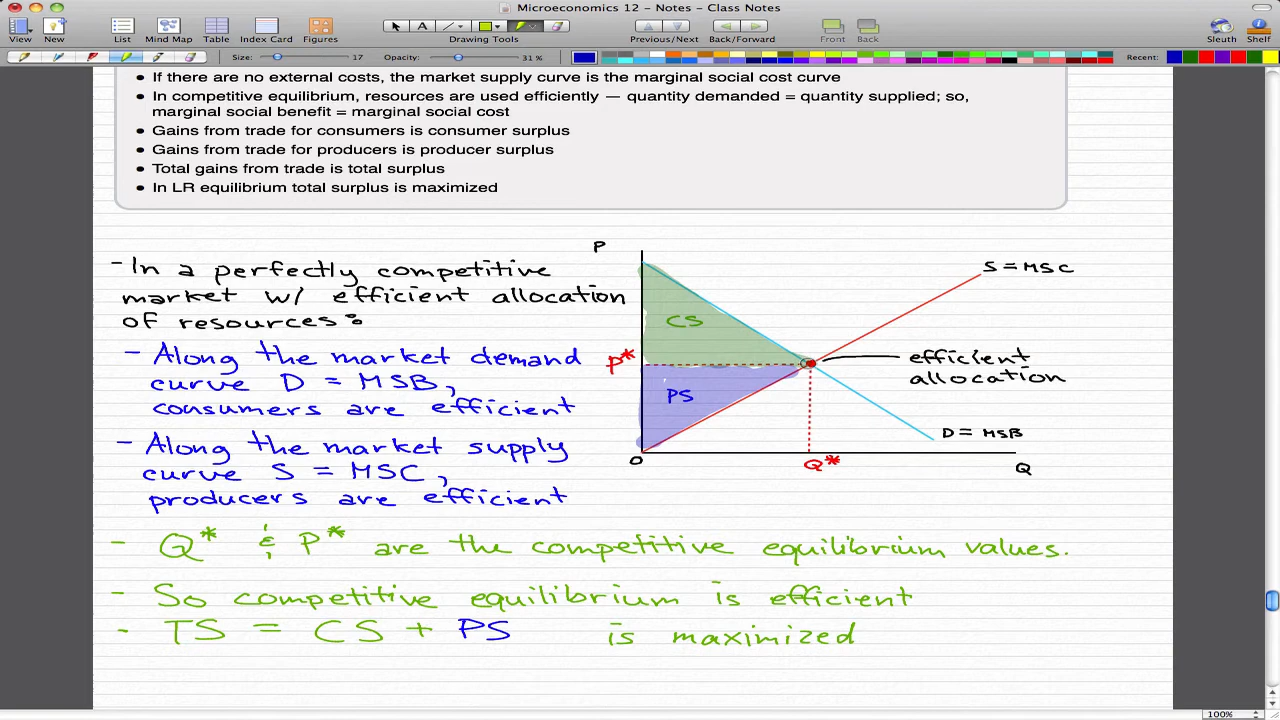 Microeconomics 12 - Notes - Class Notes
View New List Mind Map Table Index Card Figures Drawing Tools Previous/Next Back/Forward Front Back Sleuth Shelf
Size: 17 Opacity: 31 % Recent:
• If there are no external costs, the market supply curve is the marginal social cost curve
• In competitive equilibrium, resources are used efficiently — quantity demanded = quantity supplied; so,
marginal social benefit = marginal social cost
• Gains from trade for consumers is consumer surplus
• Gains from trade for producers is producer surplus
• Total gains from trade is total surplus
• In LR equilibrium total surplus is maximized
- In a perfectly competitive
market w/ efficient allocation
of resources:
- Along the market demand
curve D = MSB,
consumers are efficient
- Along the market supply
curve S = MSC,
producers are efficient
P
S = MSC
CS
P*
efficient
allocation
PS
D = MSB
O
Q*
Q
- Q* & P* are the competitive equilibrium values.
- So competitive equilibrium is efficient
- TS = CS + PS is maximized
100%